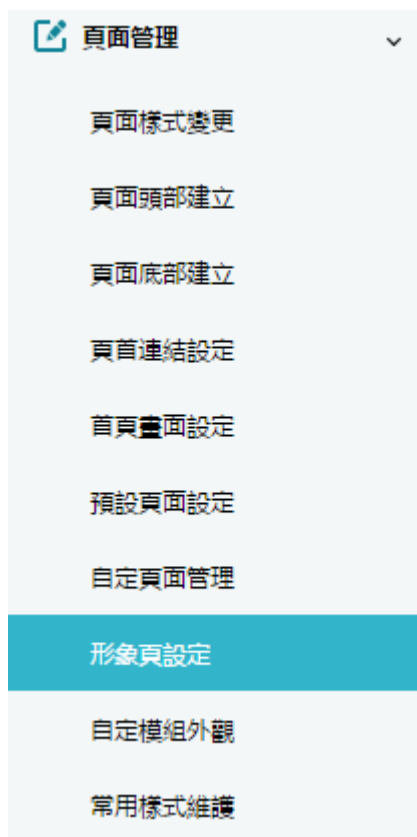 頁面管理
頁面樣式變更
頁面頭部建立
頁面底部建立
頁首連結設定
首頁畫面設定
預設頁面設定
自定頁面管理
形象頁設定
自定模組外觀
常用樣式維護